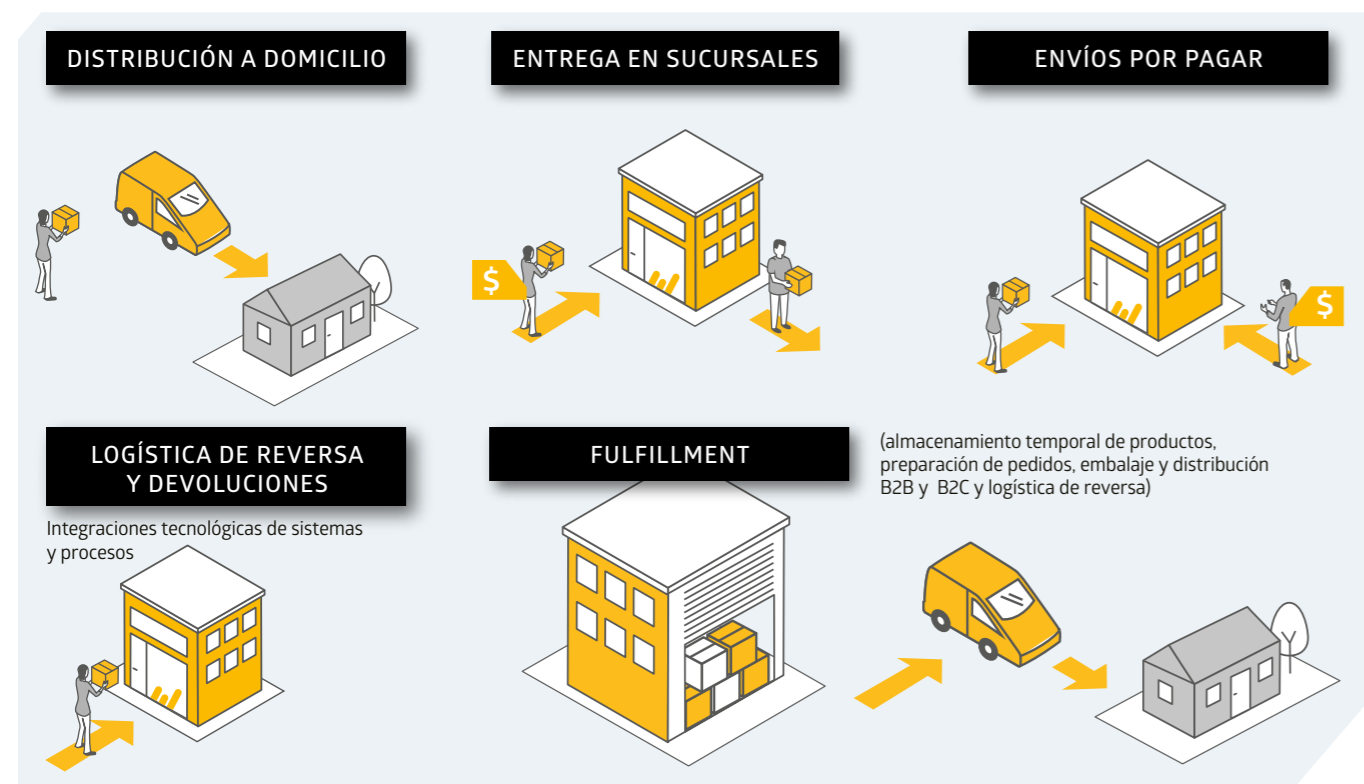 DISTRIBUCIÓN A DOMICILIO
ENTREGA EN SUCURSALES
ENVÍOS POR PAGAR
$
$
LOGÍSTICA DE REVERSA
Y DEVOLUCIONES
Integraciones tecnológicas de sistemas
y procesos
FULFILLMENT
(almacenamiento temporal de productos,
preparación de pedidos, embalaje y distribución
B2B y B2C y logística de reversa)